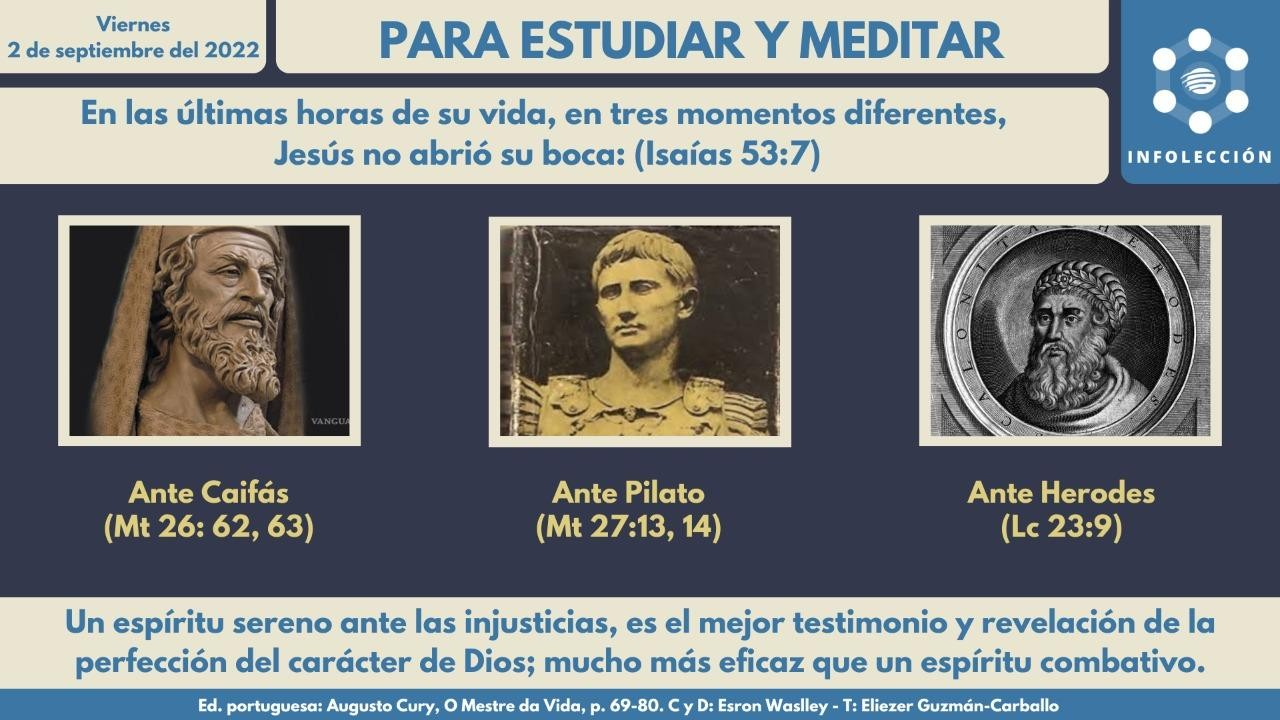 Viernes
2 de septiembre del 2022
PARA ESTUDIAR Y MEDITAR
INFOLECCIÓN
En las últimas horas de su vida, en tres momentos diferentes,
Jesús no abrió su boca: (Isaías 53:7)
VANGUA
CALONITA HERODES
Ante Caifás
(Mt 26: 62, 63)
Ante Pilato
(Mt 27:13, 14)
Ante Herodes
(Lc 23:9)
Un espíritu sereno ante las injusticias, es el mejor testimonio y revelación de la
perfección del carácter de Dios; mucho más eficaz que un espíritu combativo.
Ed. portuguesa: Augusto Cury, O Mestre da Vida, p. 69-80. C y D: Esron Waslley - T: Eliezer Guzmán-Carballo